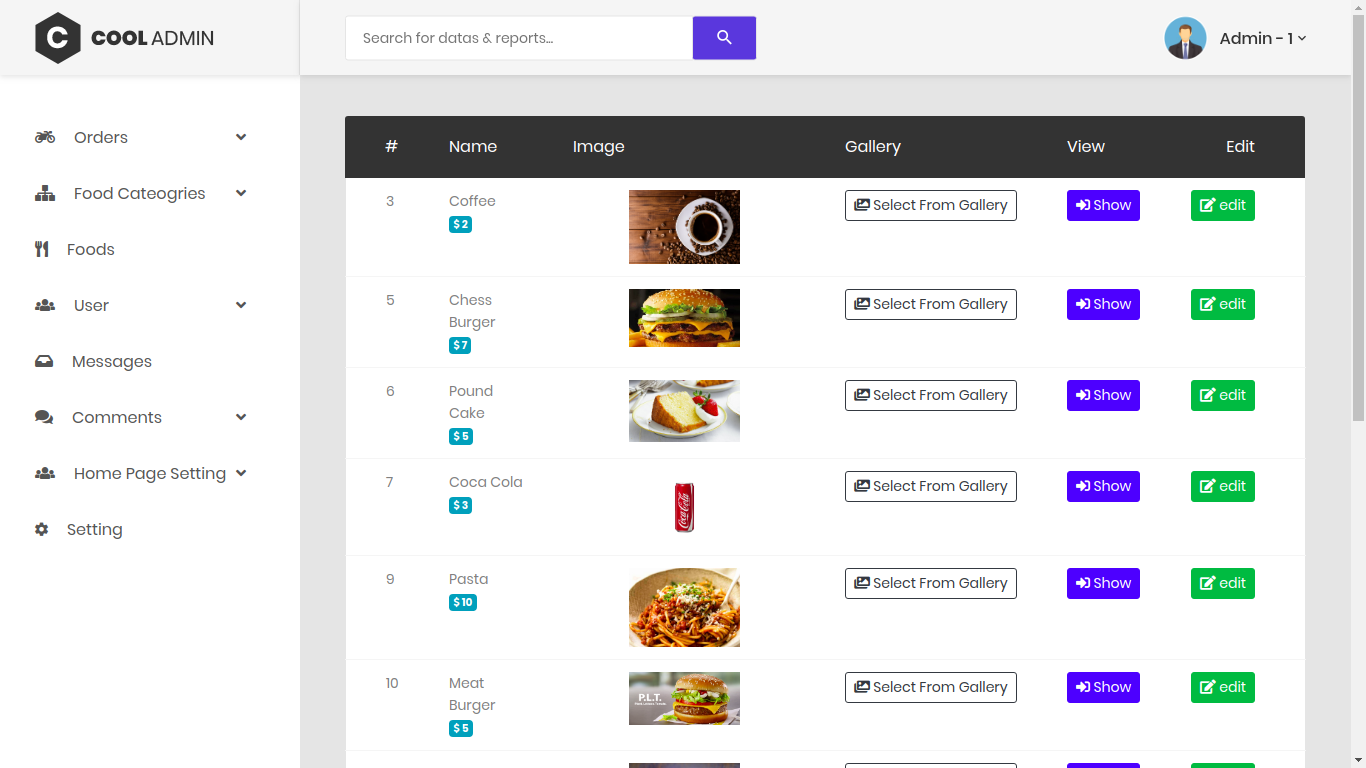 C COOL ADMIN
Search for datas & reports...
Admin - 1
Orders
Food Cateogries
Foods
User
Messages
Comments
Home Page Setting
Setting
# Name Image Gallery View Edit
3 Coffee Select From Gallery Show edit
$ 2
5 Chess Select From Gallery Show edit
Burger
$ 7
6 Pound Select From Gallery Show edit
Cake
$ 5
7 Coca Cola Select From Gallery Show edit
$ 3
Coca-Cola
9 Pasta Select From Gallery Show edit
$ 10
10 Meat Select From Gallery Show edit
Burger
$ 5
P.L.T.